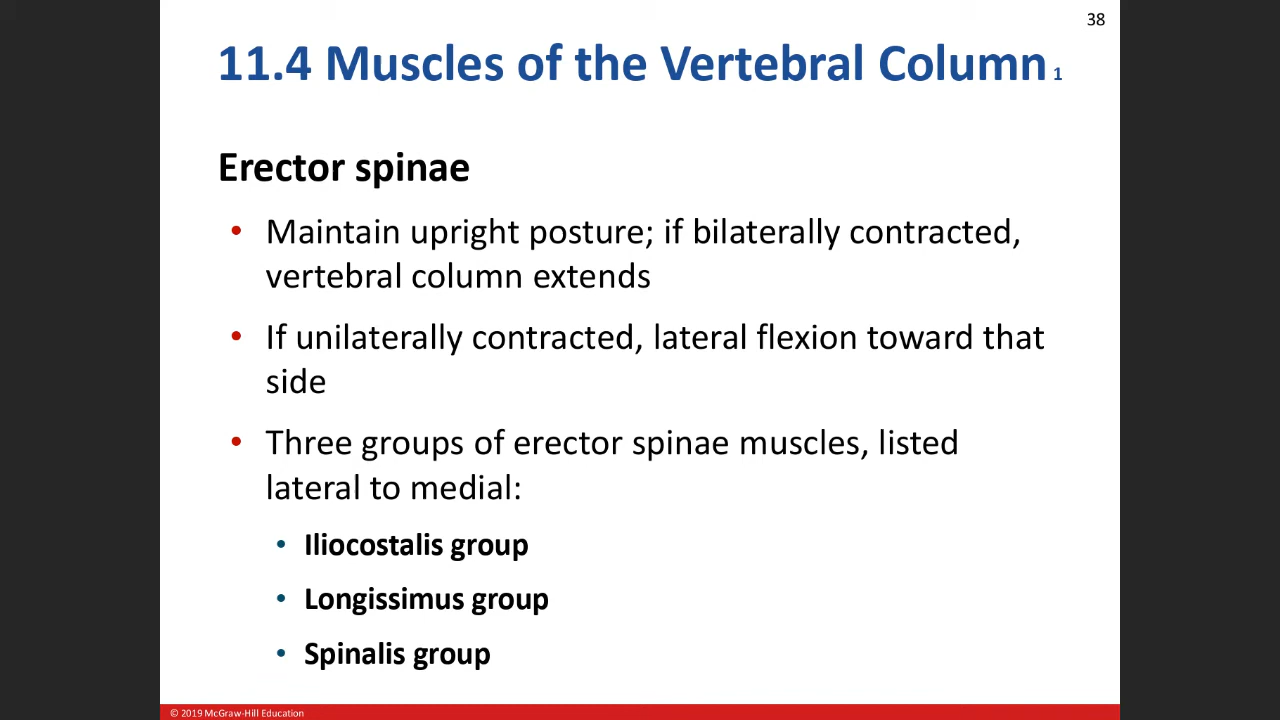 38
11.4 Muscles of the Vertebral Column 1
Erector spinae
• Maintain upright posture; if bilaterally contracted,
vertebral column extends
• If unilaterally contracted, lateral flexion toward that
side
• Three groups of erector spinae muscles, listed
lateral to medial:
• Iliocostalis group
• Longissimus group
• Spinalis group
© 2019 McGraw-Hill Education